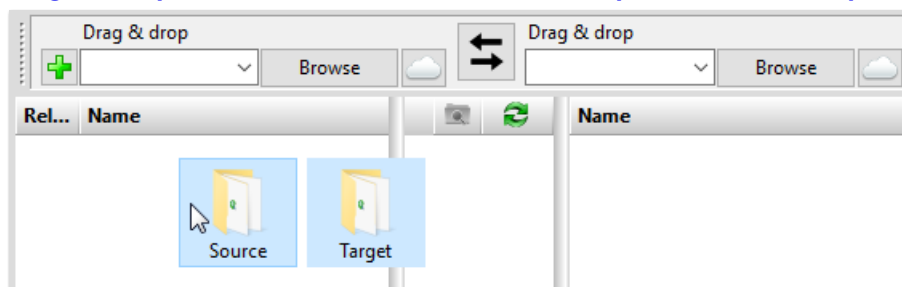 Drag & drop
Drag & drop
Browse
Browse
Rel... Name
Name
Source
Target